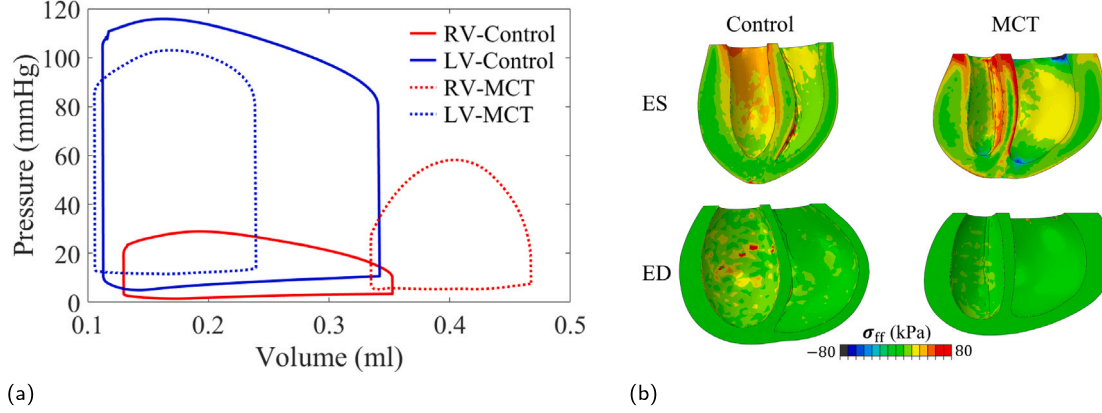 120
100
80
60
40
20
0
Pressure (mmHg)
0.1 0.2 0.3 0.4 0.5
Volume (ml)
RV-Control
LV-Control
RV-MCT
LV-MCT
(a)
Control MCT
ES
ED
σff (kPa)
−80 80
(b)